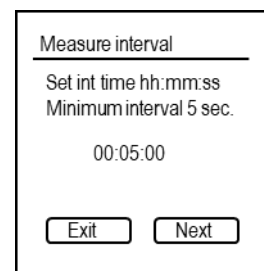 Measure interval
Set int time hh:mm:ss
Minimum interval 5 sec.
00:05:00
Exit Next